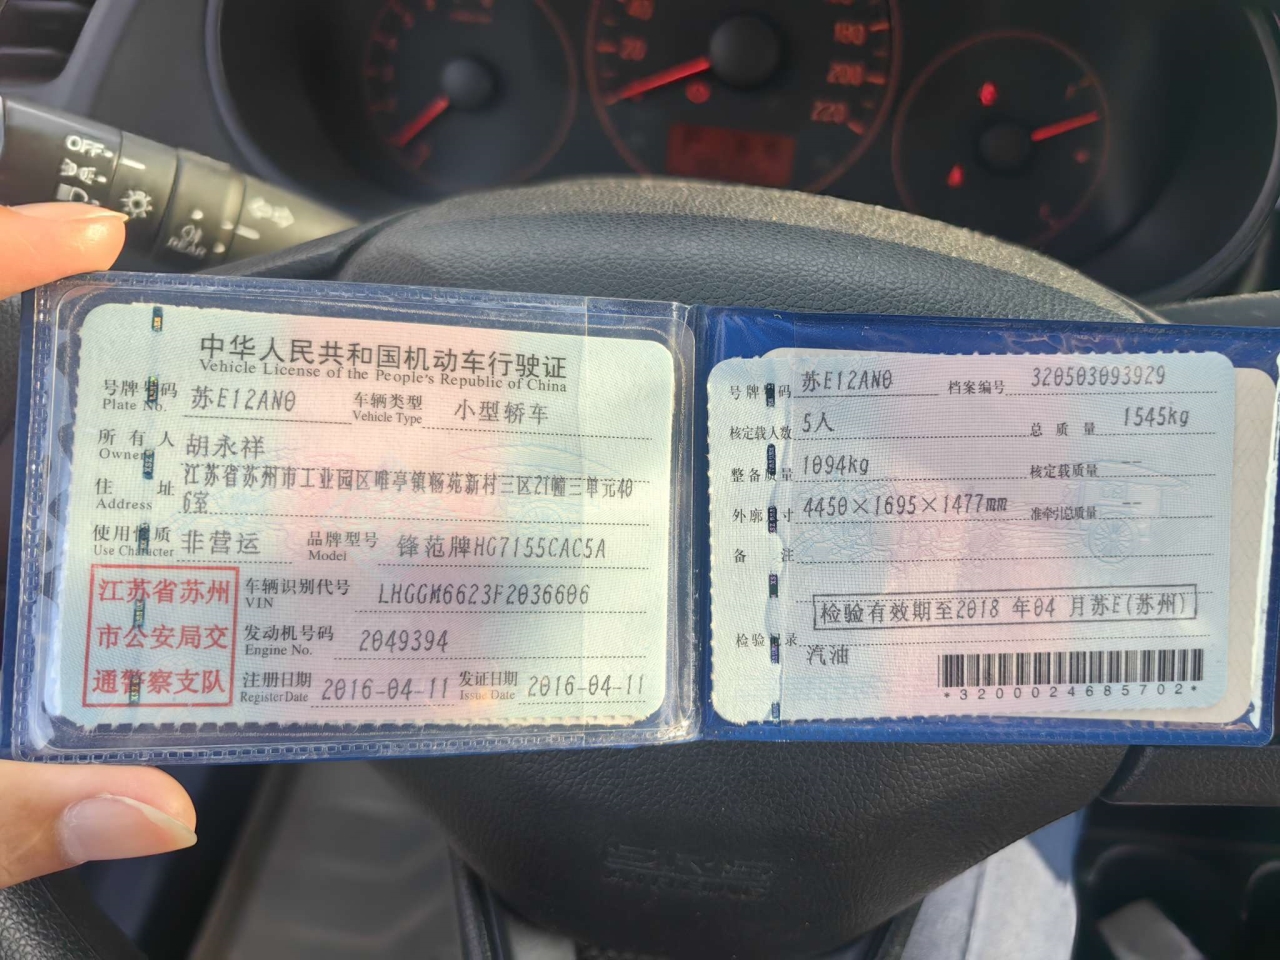 OFF
REAR
20
180
200
220
中华人民共和国机动车行驶证
Vehicle License of the People's Republic of China
号牌号码 苏E12AN0 车辆类型 小型轿车
Plate No. Vehicle Type
所有人 胡永祥
Owner
住址 江苏省苏州市工业园区唯亭镇畅苑新村三区21幢三单元40
Address 6室
使用性质 非营运 品牌型号 锋范牌HG7155CAC5A
Use Character Model
江苏省苏州
市公安局交
通警察支队
车辆识别代号 LHGGM6623F2036606
VIN
发动机号码 2049394
Engine No.
注册日期 2016-04-11 发证日期 2016-04-11
Register Date Issue Date
号牌号码 苏E12AN0 档案编号 320503093929
核定载人数 5人 总质量 1545kg
整备质量 1094kg 核定载质量 --
外廓尺寸 4450×1695×1477mm 准牵引总质量 --
备注
检验有效期至2018 年04 月苏E(苏州)
检验记录
汽油
*3200024685702*